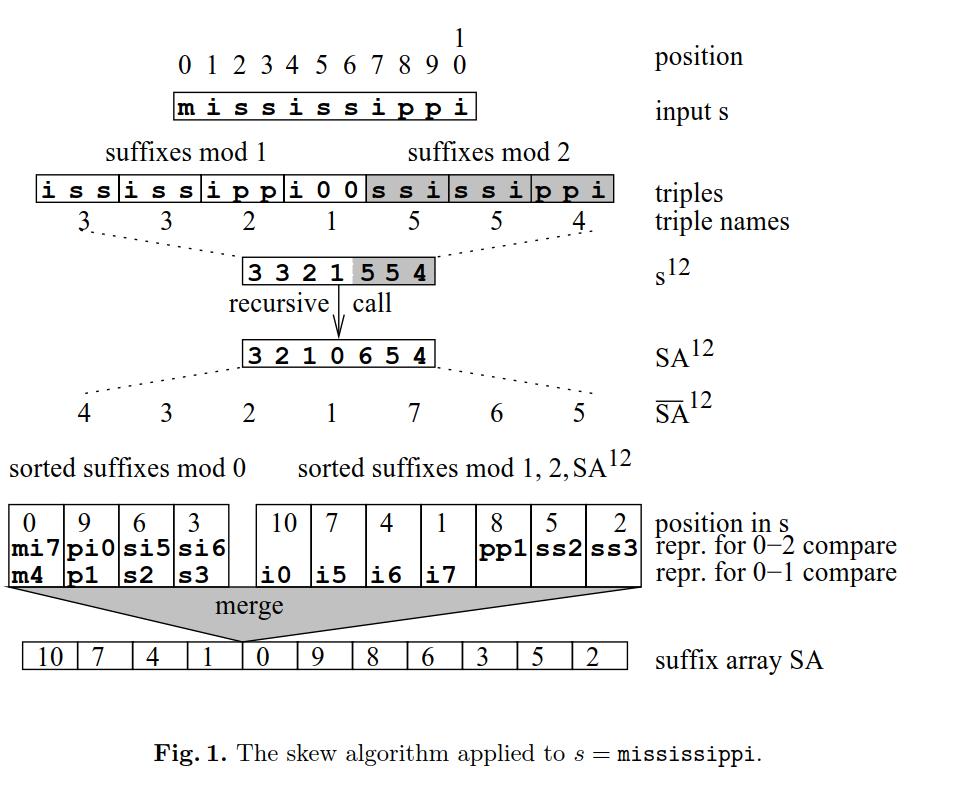 1
0 1 2 3 4 5 6 7 8 9 0 position
m i s s i s s i p p i input s
suffixes mod 1 suffixes mod 2
i s s i s s i p p i 0 0 s s i s s i p p i triples
3 3 2 1 5 5 4 triple names
3 3 2 1 5 5 4 s12
recursive call
3 2 1 0 6 5 4 SA12
4 3 2 1 7 6 5 S̅A̅12
sorted suffixes mod 0 sorted suffixes mod 1, 2, SA12
0 9 6 3 10 7 4 1 8 5 2 position in s
mi7 pi0 si5 si6 pp1 ss2 ss3 repr. for 0−2 compare
m4 p1 s2 s3 i0 i5 i6 i7 repr. for 0−1 compare
merge
10 7 4 1 0 9 8 6 3 5 2 suffix array SA
Fig. 1. The skew algorithm applied to s = mississippi.